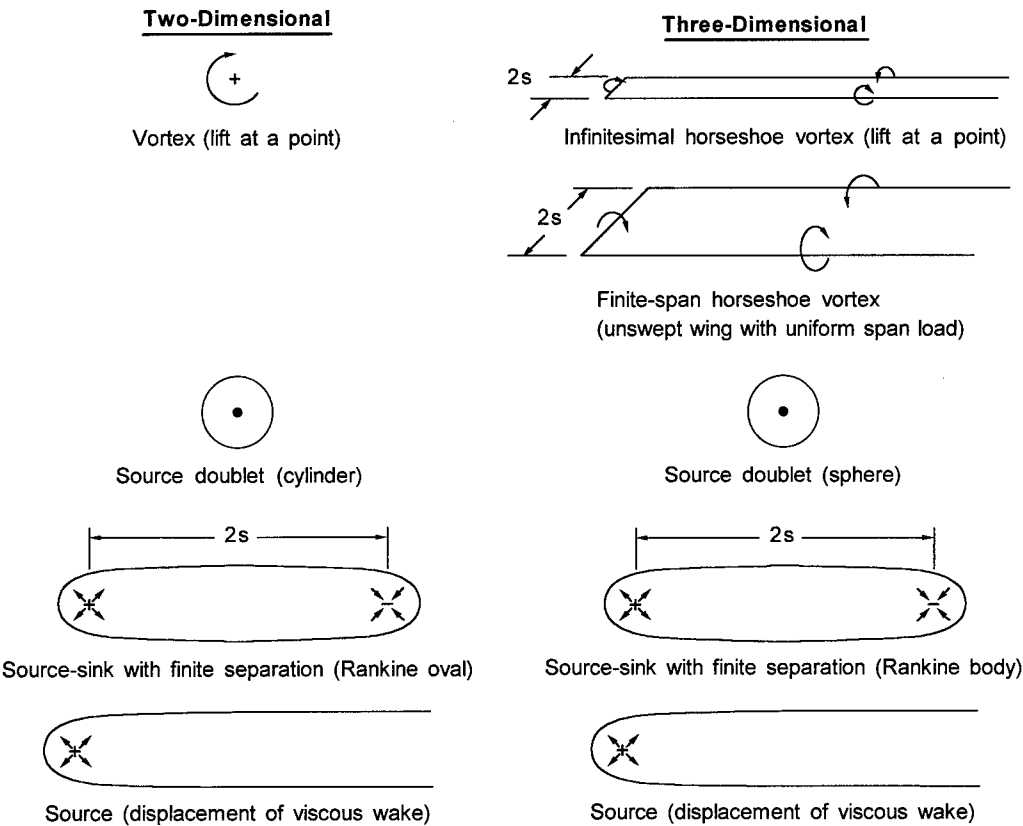 Two-Dimensional
+
Vortex (lift at a point)
Three-Dimensional
2s
Infinitesimal horseshoe vortex (lift at a point)
2s
Finite-span horseshoe vortex
(unswept wing with uniform span load)
Source doublet (cylinder)
Source doublet (sphere)
2s
+ −
Source-sink with finite separation (Rankine oval)
2s
+ −
Source-sink with finite separation (Rankine body)
+
Source (displacement of viscous wake)
+
Source (displacement of viscous wake)